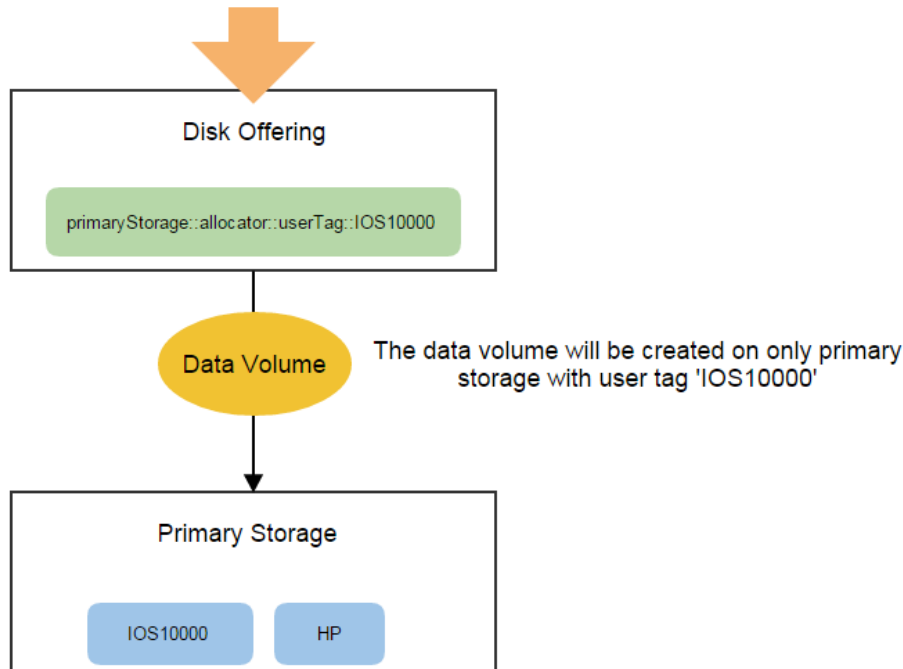 Disk Offering
primaryStorage::allocator::userTag::IOS10000
Data Volume
The data volume will be created on only primary
storage with user tag 'IOS10000'
Primary Storage
IOS10000
HP